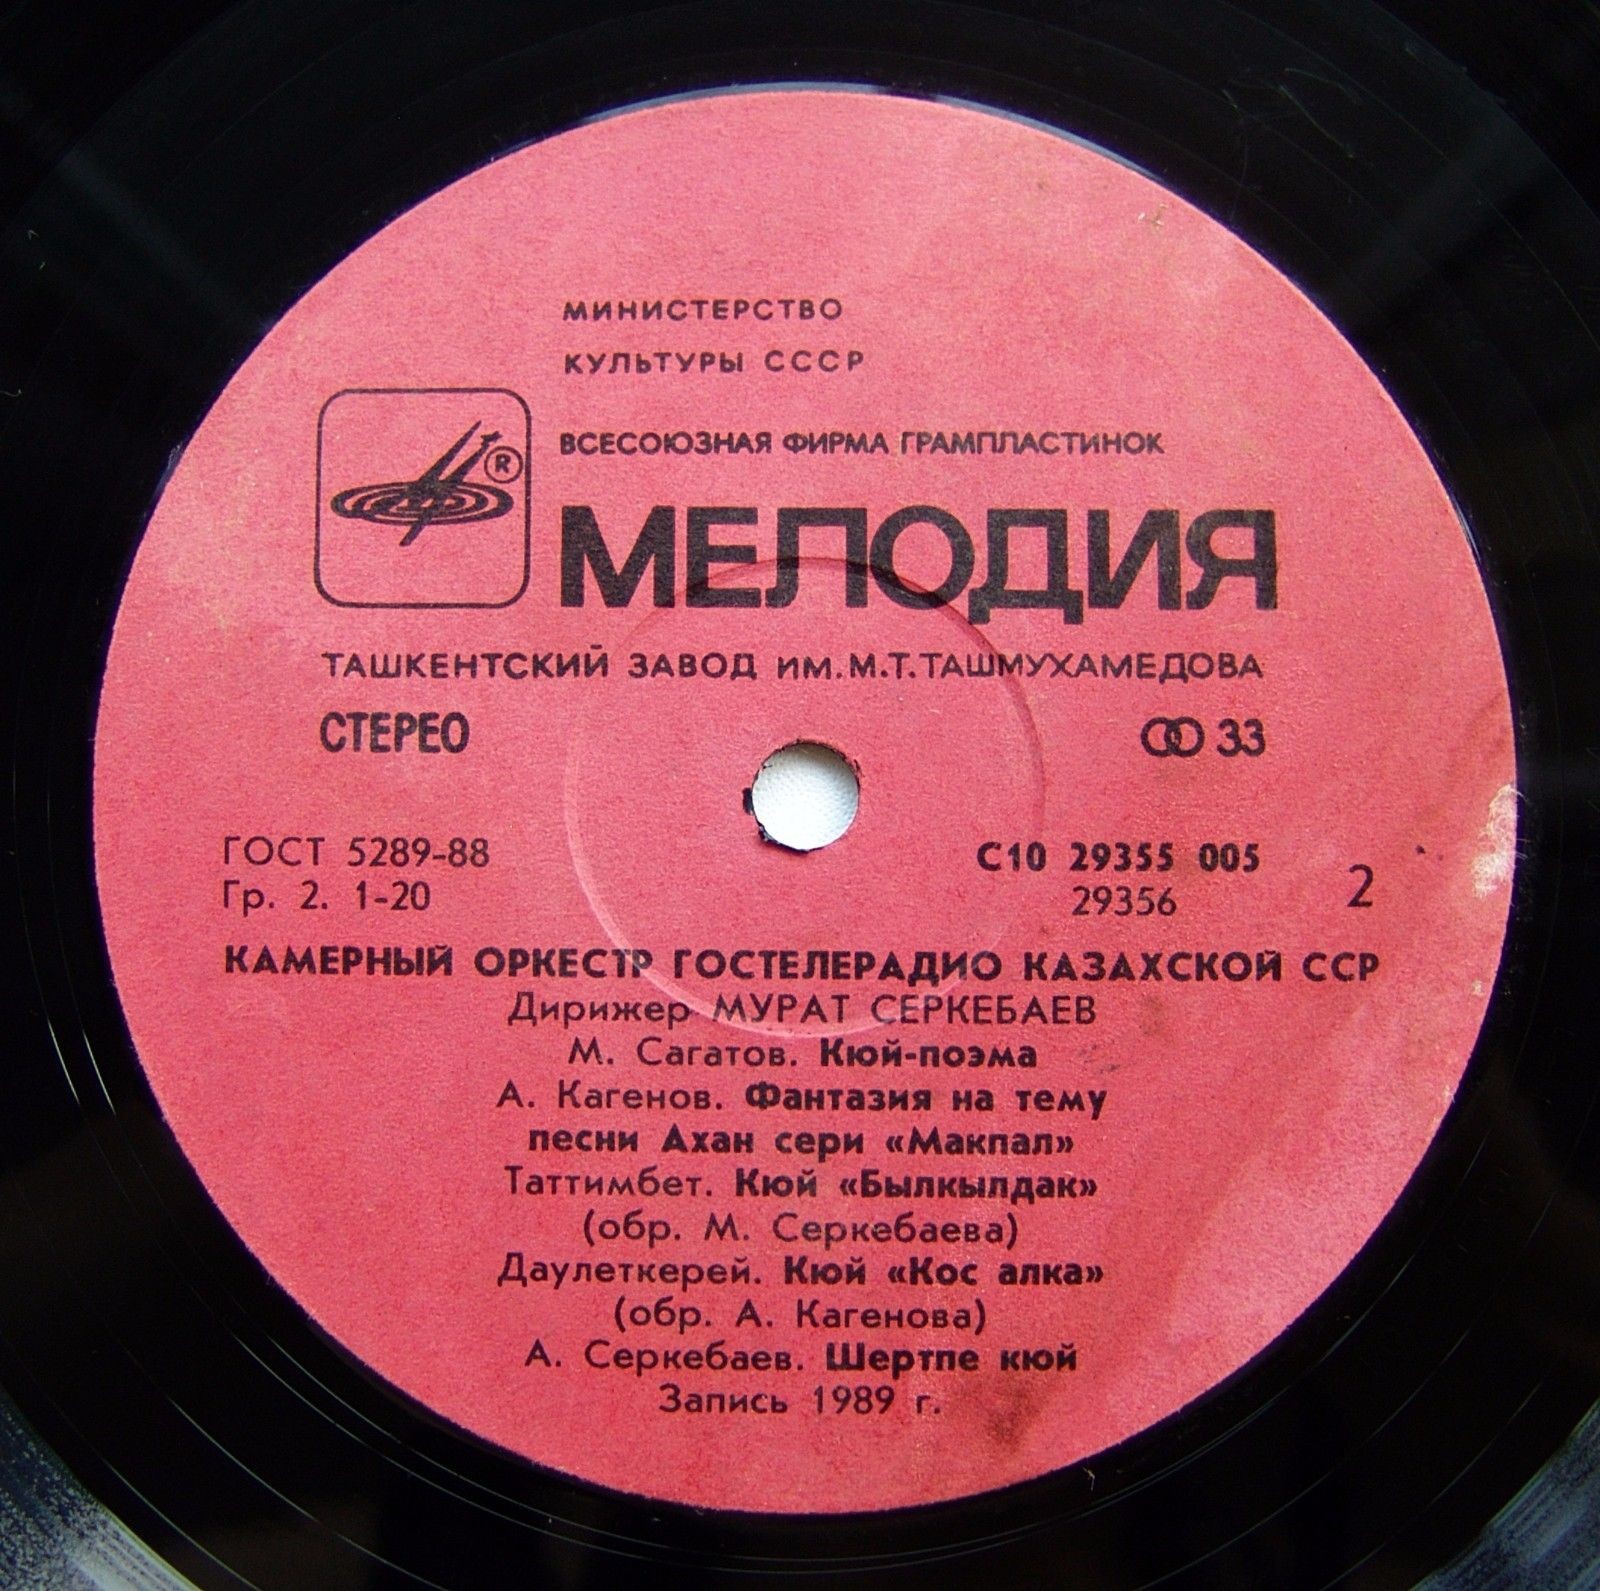 МИНИСТЕРСТВО
КУЛЬТУРЫ СССР
ВСЕСОЮЗНАЯ ФИРМА ГРАМПЛАСТИНОК
®
МЕЛОДИЯ
ТАШКЕНТСКИЙ ЗАВОД ИМ. М.Т. ТАШМУХАМЕДОВА
СТЕРЕО 33
ГОСТ 5289-88 С10 29355 005
Гр. 2. 1-20 29356 2
КАМЕРНЫЙ ОРКЕСТР ГОСТЕЛЕРАДИО КАЗАХСКОЙ ССР
Дирижер МУРАТ СЕРКЕБАЕВ
М. Сагатов. Кюй-поэма
А. Кагенов. Фантазия на тему
песни Ахан сери «Макпал»
Таттимбет. Кюй «Былкылдак»
(обр. М. Серкебаева)
Даулеткерей. Кюй «Кос алка»
(обр. А. Кагенова)
А. Серкебаев. Шертпе кюй
Запись 1989 г.